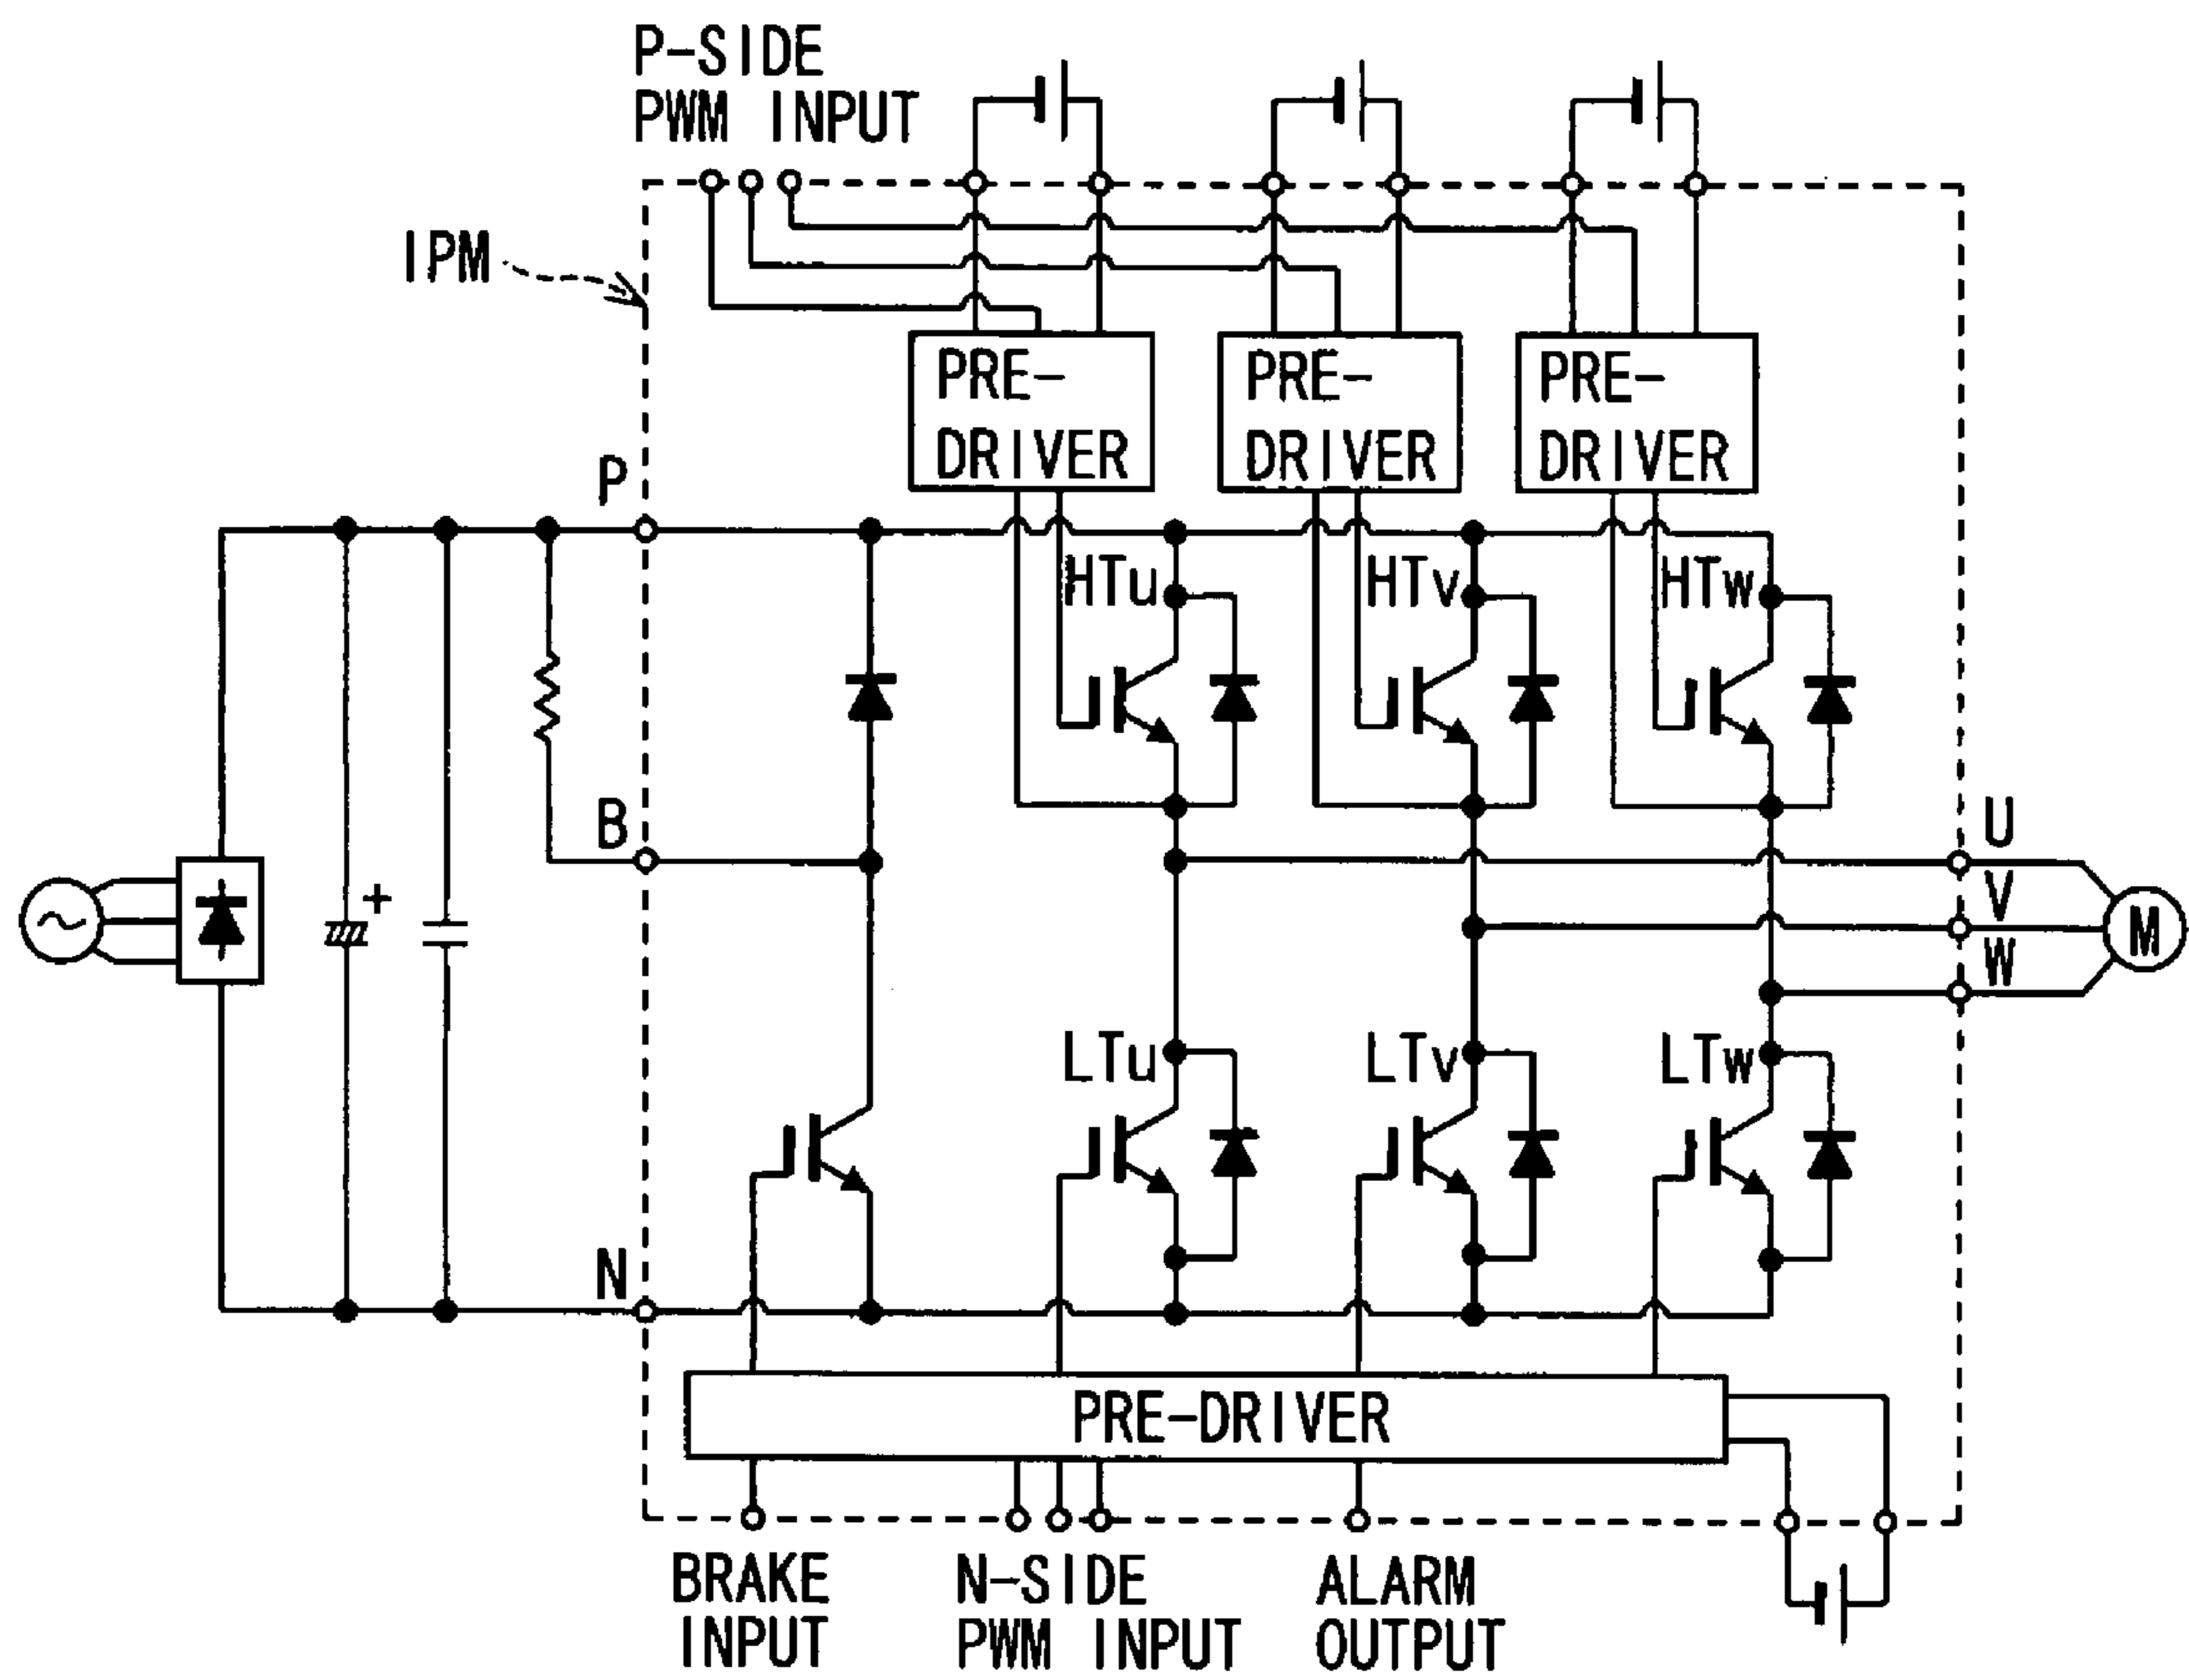 P-SIDE
PWM INPUT
IPM
PRE-
DRIVER
PRE-
DRIVER
PRE-
DRIVER
P
HTu
HTv
HTw
B
U
+
V
M
W
LTu
LTv
LTw
N
PRE-DRIVER
BRAKE
INPUT
N-SIDE
PWM INPUT
ALARM
OUTPUT